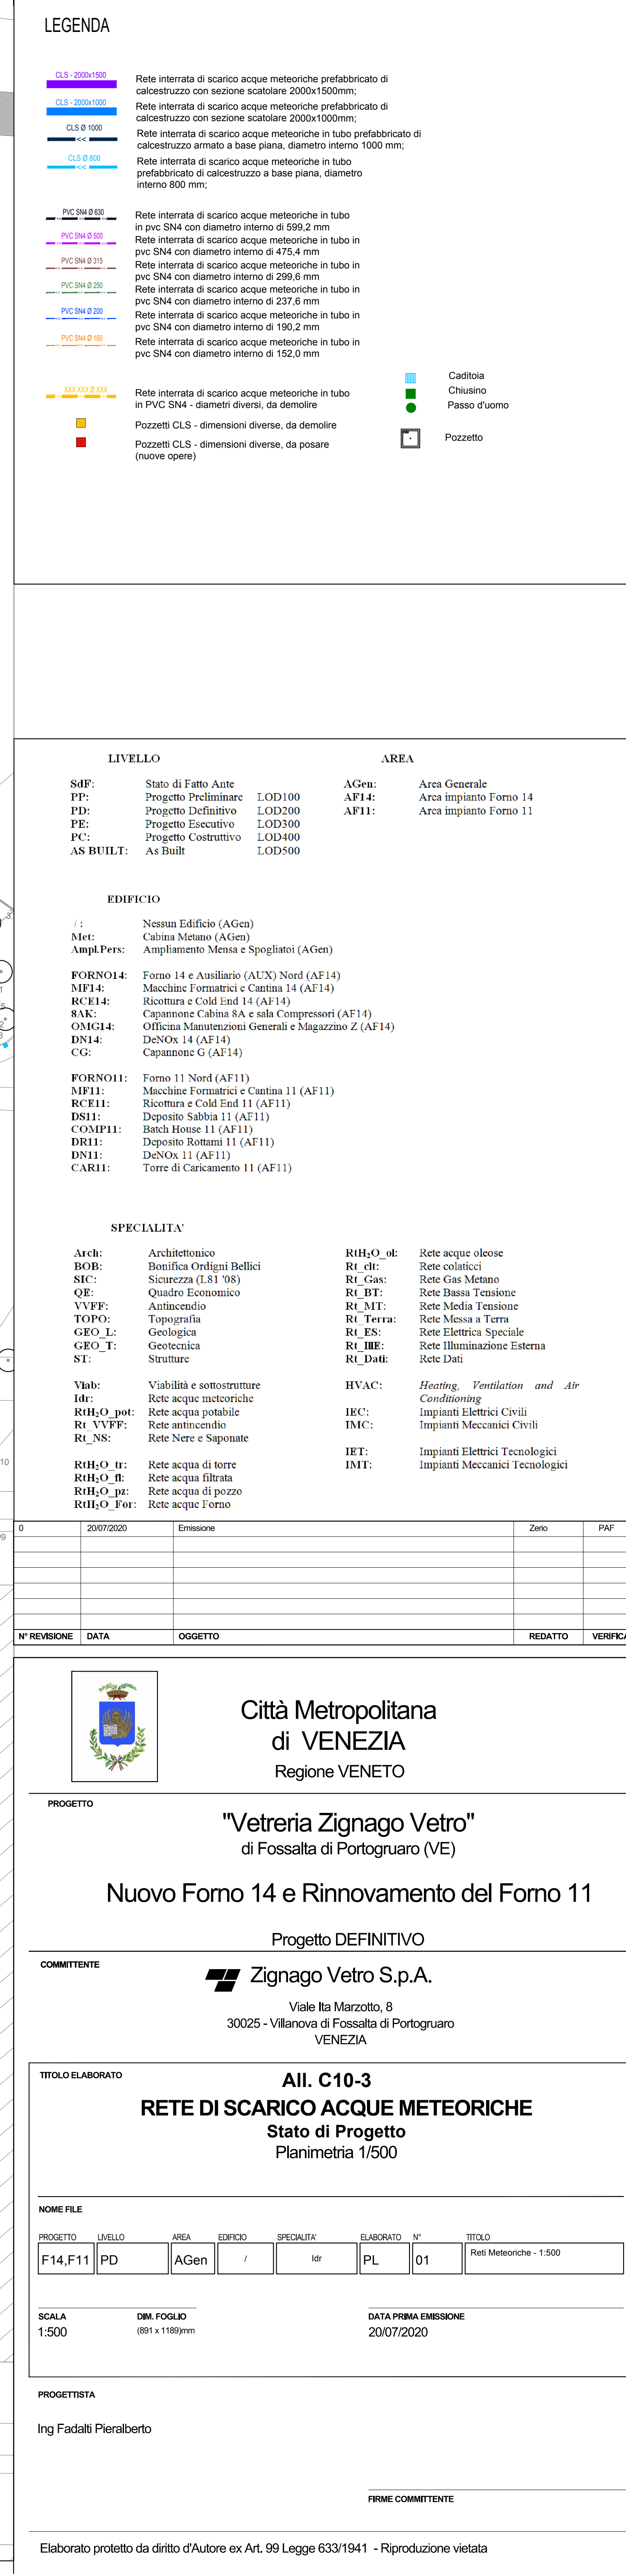 LEGENDA
CLS - 2000x1500
Rete interrata di scarico acque meteoriche prefabbricato di
calcestruzzo con sezione scatolare 2000x1500mm;
CLS - 2000x1000
Rete interrata di scarico acque meteoriche prefabbricato di
calcestruzzo con sezione scatolare 2000x1000mm;
CLS Ø 1000
<<
Rete interrata di scarico acque meteoriche in tubo prefabbricato di
calcestruzzo armato a base piana, diametro interno 1000 mm;
CLS Ø 800
<<
Rete interrata di scarico acque meteoriche in tubo
prefabbricato di calcestruzzo a base piana, diametro
interno 800 mm;
PVC SN4 Ø 630
Rete interrata di scarico acque meteoriche in tubo
in pvc SN4 con diametro interno di 599,2 mm
PVC SN4 Ø 500
Rete interrata di scarico acque meteoriche in tubo in
pvc SN4 con diametro interno di 475,4 mm
PVC SN4 Ø 315
Rete interrata di scarico acque meteoriche in tubo in
pvc SN4 con diametro interno di 299,6 mm
PVC SN4 Ø 250
Rete interrata di scarico acque meteoriche in tubo in
pvc SN4 con diametro interno di 237,6 mm
PVC SN4 Ø 200
Rete interrata di scarico acque meteoriche in tubo in
pvc SN4 con diametro interno di 190,2 mm
PVC SN4 Ø 160
Rete interrata di scarico acque meteoriche in tubo in
pvc SN4 con diametro interno di 152,0 mm
XXX XXX Ø XXX
Rete interrata di scarico acque meteoriche in tubo
in PVC SN4 - diametri diversi, da demolire
Pozzetti CLS - dimensioni diverse, da demolire
Pozzetti CLS - dimensioni diverse, da posare
(nuove opere)
Caditoia
Chiusino
Passo d'uomo
Pozzetto
LIVELLO
SdF: Stato di Fatto Ante
PP: Progetto Preliminare LOD100
PD: Progetto Definitivo LOD200
PE: Progetto Esecutivo LOD300
PC: Progetto Costruttivo LOD400
AS BUILT: As Built LOD500
AREA
AGen: Area Generale
AF14: Area impianto Forno 14
AF11: Area impianto Forno 11
EDIFICIO
/ : Nessun Edificio (AGen)
Met: Cabina Metano (AGen)
Ampl.Pers: Ampliamento Mensa e Spogliatoi (AGen)
FORNO14: Forno 14 e Ausiliario (AUX) Nord (AF14)
MF14: Macchine Formatrici e Cantina 14 (AF14)
RCE14: Ricottura e Cold End 14 (AF14)
8AK: Capannone Cabina 8A e sala Compressori (AF14)
OMG14: Officina Manutenzioni Generali e Magazzino Z (AF14)
DN14: DeNOx 14 (AF14)
CG: Capannone G (AF14)
FORNO11: Forno 11 Nord (AF11)
MF11: Macchine Formatrici e Cantina 11 (AF11)
RCE11: Ricottura e Cold End 11 (AF11)
DS11: Deposito Sabbia 11 (AF11)
COMP11: Batch House 11 (AF11)
DR11: Deposito Rottami 11 (AF11)
DN11: DeNOx 11 (AF11)
CAR11: Torre di Caricamento 11 (AF11)
SPECIALITA'
Arch: Architettonico
BOB: Bonifica Ordigni Bellici
SIC: Sicurezza (L81 '08)
QE: Quadro Economico
VVFF: Antincendio
TOPO: Topografia
GEO_L: Geologica
GEO_T: Geotecnica
ST: Strutture
Viab: Viabilità e sottostrutture
Idr: Rete acque meteoriche
RtH₂O_pot: Rete acqua potabile
Rt_VVFF: Rete antincendio
Rt_NS: Rete Nere e Saponate
RtH₂O_tr: Rete acqua di torre
RtH₂O_fl: Rete acqua filtrata
RtH₂O_pz: Rete acqua di pozzo
RtH₂O_For: Rete acque Forno
RtH₂O_ol: Rete acque oleose
Rt_clt: Rete colaticci
Rt_Gas: Rete Gas Metano
Rt_BT: Rete Bassa Tensione
Rt_MT: Rete Media Tensione
Rt_Terra: Rete Messa a Terra
Rt_ES: Rete Elettrica Speciale
Rt_IIIE: Rete Illuminazione Esterna
Rt_Dati: Rete Dati
HVAC: Heating, Ventilation and Air
Conditioning
IEC: Impianti Elettrici Civili
IMC: Impianti Meccanici Civili
IET: Impianti Elettrici Tecnologici
IMT: Impianti Meccanici Tecnologici
0 20/07/2020 Emissione Zerio PAF
N° REVISIONE DATA OGGETTO REDATTO VERIFICA
Città Metropolitana
di VENEZIA
Regione VENETO
PROGETTO
"Vetreria Zignago Vetro"
di Fossalta di Portogruaro (VE)
Nuovo Forno 14 e Rinnovamento del Forno 11
Progetto DEFINITIVO
COMMITTENTE
Zignago Vetro S.p.A.
Viale Ita Marzotto, 8
30025 - Villanova di Fossalta di Portogruaro
VENEZIA
TITOLO ELABORATO
All. C10-3
RETE DI SCARICO ACQUE METEORICHE
Stato di Progetto
Planimetria 1/500
NOME FILE
PROGETTO LIVELLO AREA EDIFICIO SPECIALITA' ELABORATO N° TITOLO
F14,F11 PD AGen / Idr PL 01 Reti Meteoriche - 1:500
SCALA DIM. FOGLIO DATA PRIMA EMISSIONE
1:500 (891 x 1189)mm 20/07/2020
PROGETTISTA
Ing Fadalti Pieralberto
FIRME COMMITTENTE
Elaborato protetto da diritto d'Autore ex Art. 99 Legge 633/1941 - Riproduzione vietata